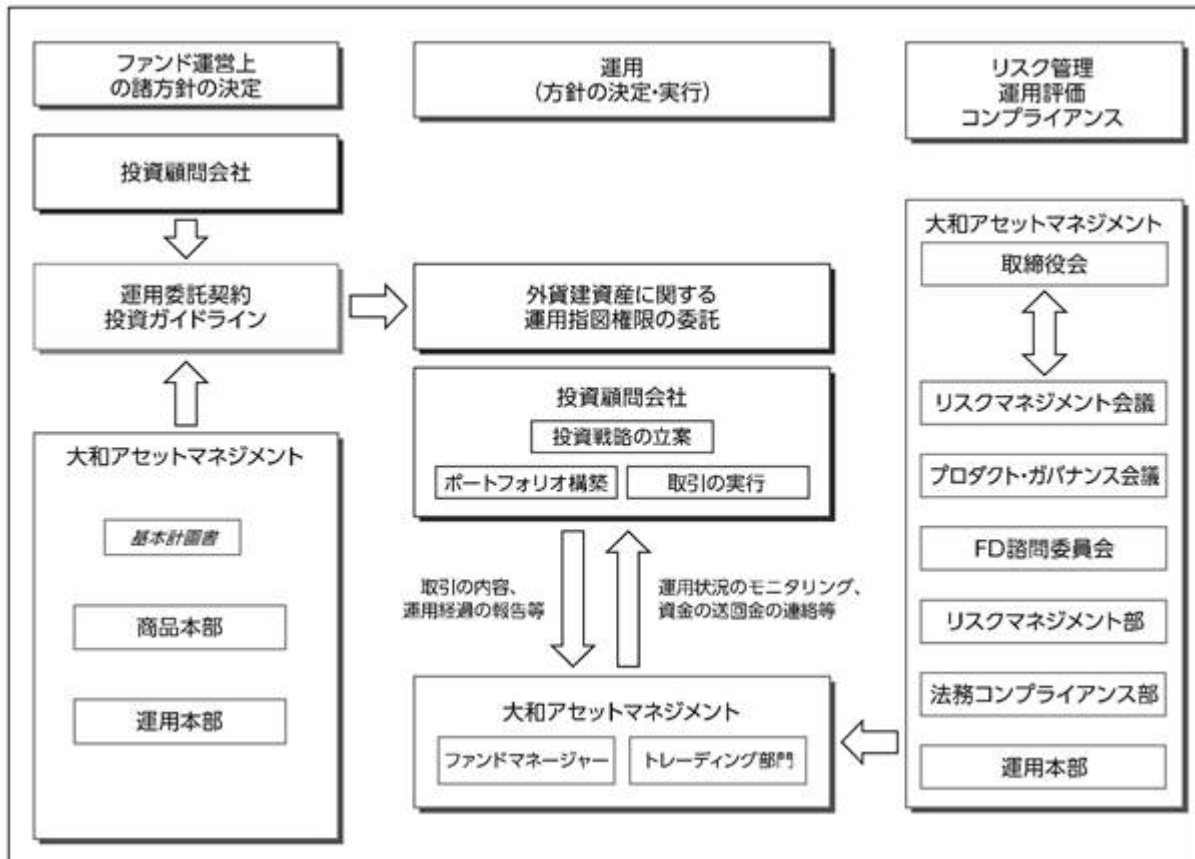 ファンド運営上
の諸方針の決定
運用
(方針の決定・実行)
リスク管理
運用評価
コンプライアンス
投資顧問会社
運用委託契約
投資ガイドライン
外貨建資産に関する
運用指図権限の委託
大和アセットマネジメント
基本計画書
商品本部
運用本部
投資顧問会社
投資戦略の立案
ポートフォリオ構築
取引の実行
取引の内容、
運用経過の報告等
運用状況のモニタリング、
資金の送回金の連絡等
大和アセットマネジメント
ファンドマネージャー
トレーディング部門
大和アセットマネジメント
取締役会
リスクマネジメント会議
プロダクト・ガバナンス会議
FD諮問委員会
リスクマネジメント部
法務コンプライアンス部
運用本部